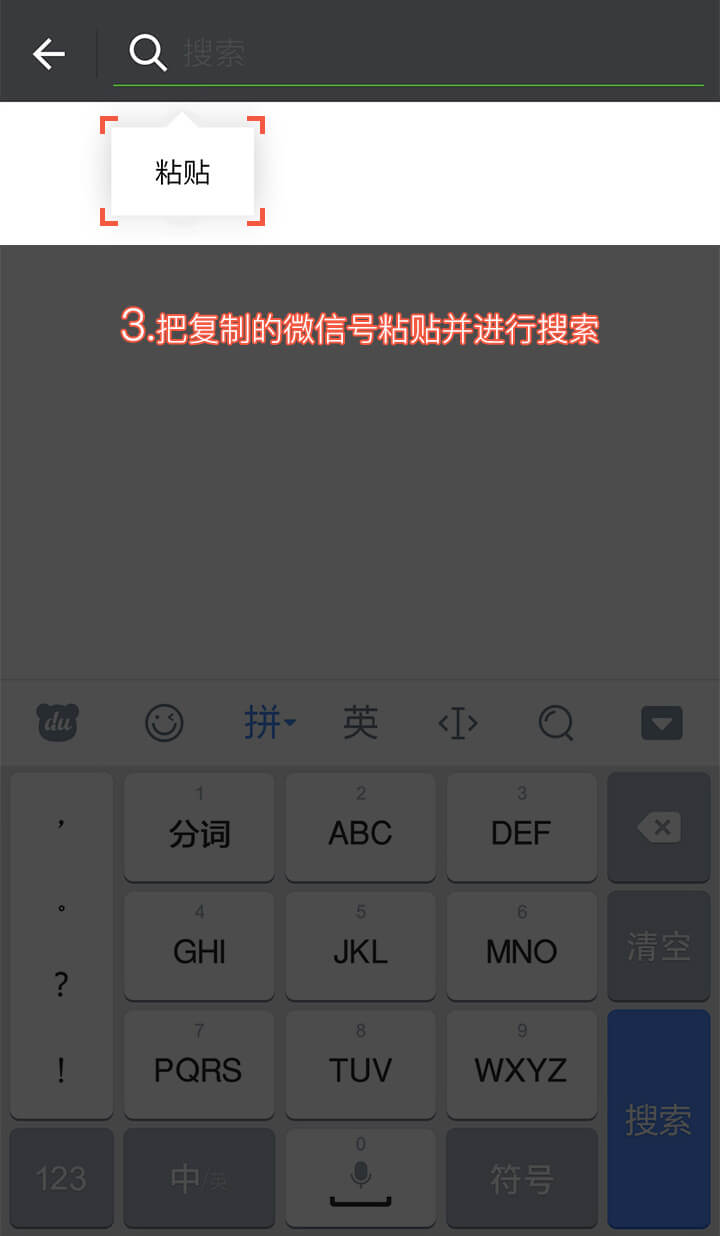 搜索
粘贴
3.把复制的微信号粘贴并进行搜索
du 拼 英
, 1 2 3
分词 ABC DEF
。 4 5 6
GHI JKL MNO 清空
?
7 8 9
! PQRS TUV WXYZ
搜索
0
123 中/英 符号